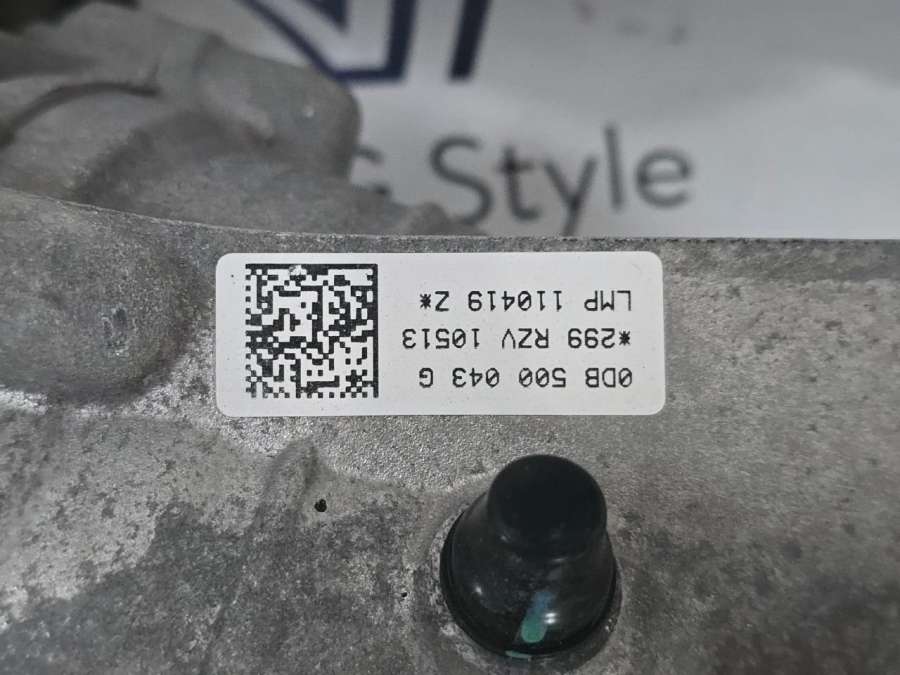 Style
0DB 500 043 G
*299 RZV 10513
LMP 110419 Z*